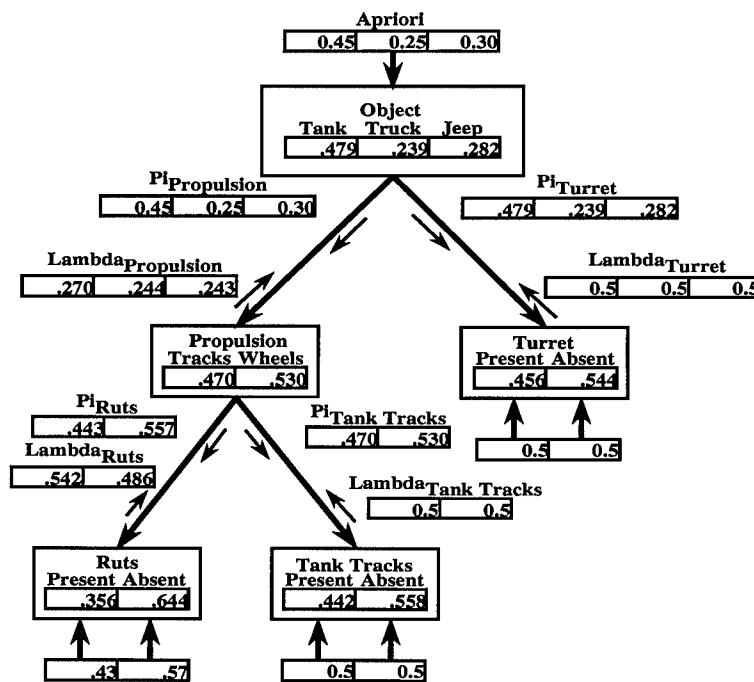 Apriori
0.45 0.25 0.30
Object
Tank Truck Jeep
.479 .239 .282
PiPropulsion
0.45 0.25 0.30
PiTurret
.479 .239 .282
LambdaPropulsion
.270 .244 .243
LambdaTurret
0.5 0.5 0.5
Propulsion
Tracks Wheels
.470 .530
Turret
Present Absent
.456 .544
PiRuts
.443 .557
PiTank Tracks
.470 .530
0.5 0.5
LambdaRuts
.542 .486
LambdaTank Tracks
0.5 0.5
Ruts
Present Absent
.356 .644
Tank Tracks
Present Absent
.442 .558
.43 .57
0.5 0.5